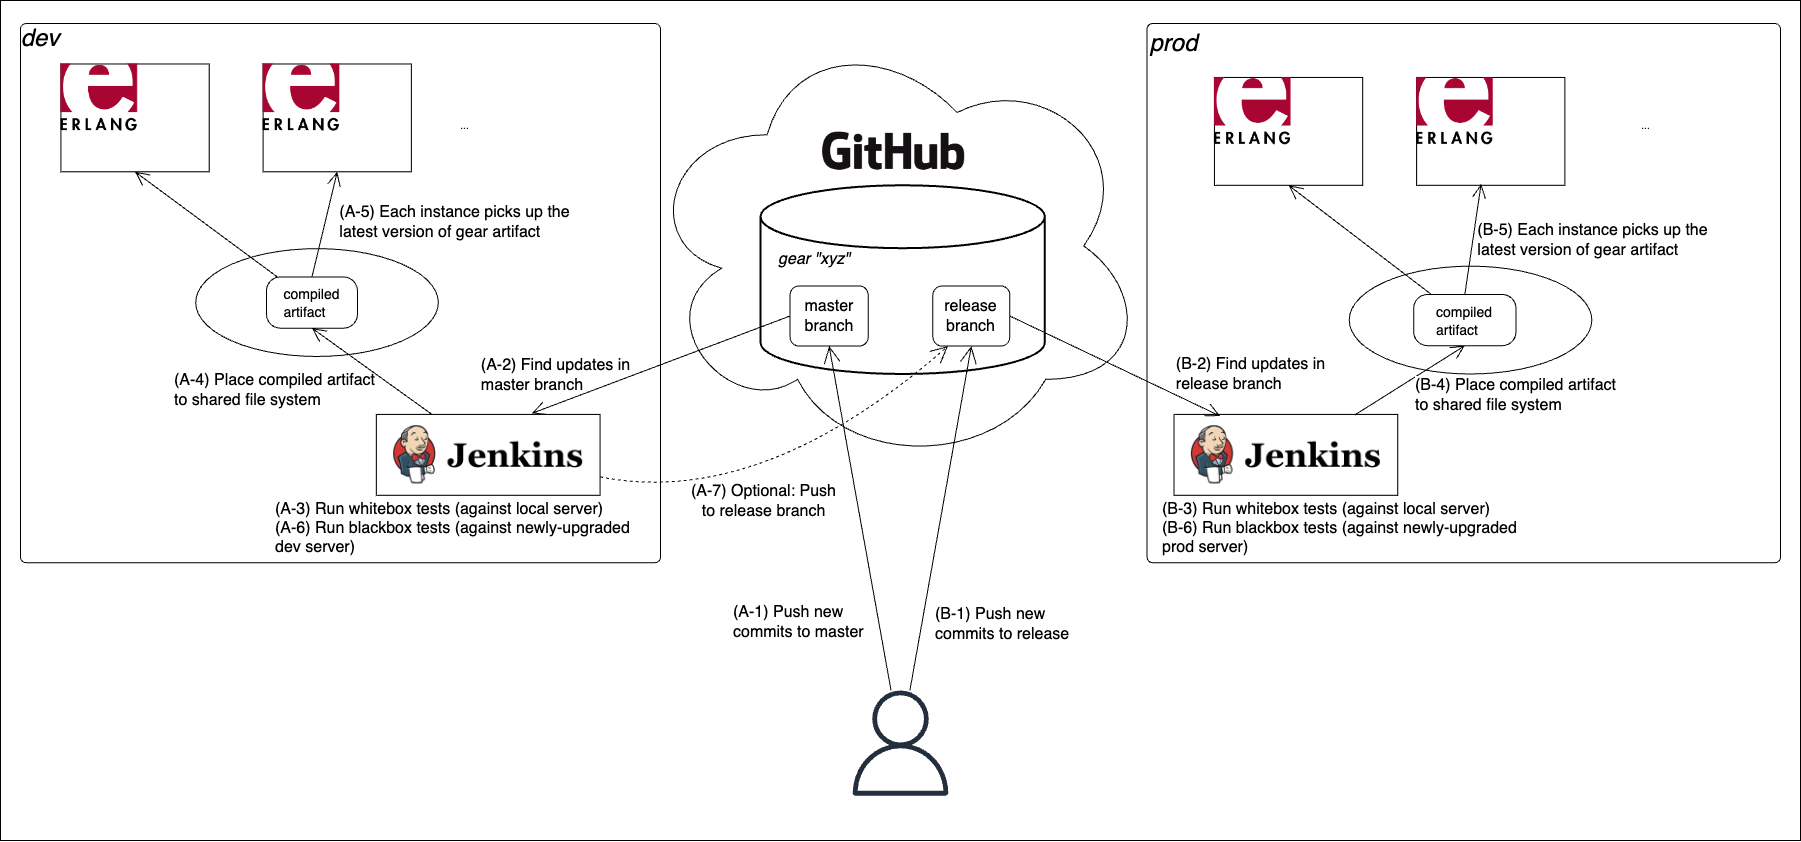 dev
ERLANG
ERLANG
...
(A-5) Each instance picks up the
latest version of gear artifact
compiled
artifact
(A-4) Place compiled artifact
to shared file system
(A-2) Find updates in
master branch
Jenkins
(A-3) Run whitebox tests (against local server)
(A-6) Run blackbox tests (against newly-upgraded
dev server)
GitHub
gear "xyz"
master
branch
release
branch
(A-7) Optional: Push
to release branch
(A-1) Push new
commits to master
(B-1) Push new
commits to release
prod
ERLANG
ERLANG
...
(B-5) Each instance picks up the
latest version of gear artifact
compiled
artifact
(B-2) Find updates in
release branch
(B-4) Place compiled artifact
to shared file system
Jenkins
(B-3) Run whitebox tests (against local server)
(B-6) Run blackbox tests (against newly-upgraded
prod server)